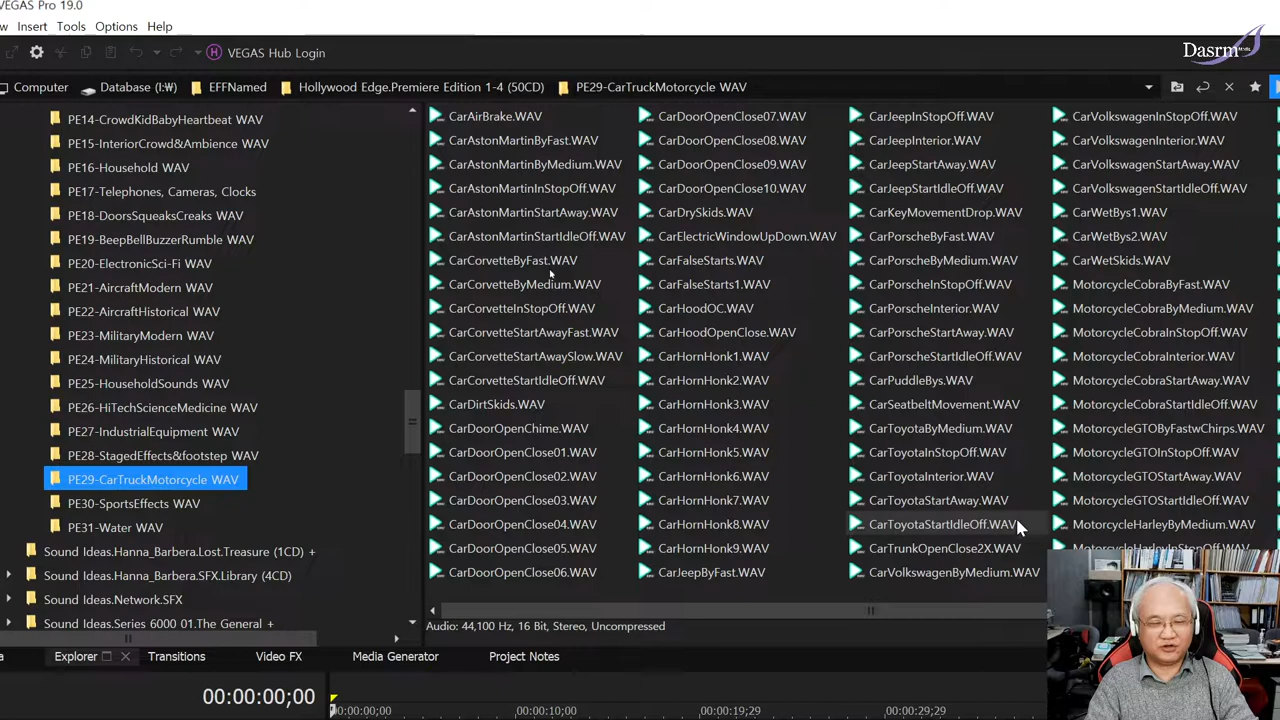 VEGAS Pro 19.0
Insert Tools Options Help
VEGAS Hub Login
Dasrm Media
Computer Database (I:₩) EFFNamed Hollywood Edge.Premiere Edition 1-4 (50CD) PE29-CarTruckMotorcycle WAV
PE14-CrowdKidBabyHeartbeat WAV
PE15-InteriorCrowd&Ambience WAV
PE16-Household WAV
PE17-Telephones, Cameras, Clocks
PE18-DoorsSqueaksCreaks WAV
PE19-BeepBellBuzzerRumble WAV
PE20-ElectronicSci-Fi WAV
PE21-AircraftModern WAV
PE22-AircraftHistorical WAV
PE23-MilitaryModern WAV
PE24-MilitaryHistorical WAV
PE25-HouseholdSounds WAV
PE26-HiTechScienceMedicine WAV
PE27-IndustrialEquipment WAV
PE28-StagedEffects&footstep WAV
PE29-CarTruckMotorcycle WAV
PE30-SportsEffects WAV
PE31-Water WAV
Sound Ideas.Hanna_Barbera.Lost.Treasure (1CD) +
Sound Ideas.Hanna_Barbera.SFX.Library (4CD)
Sound Ideas.Network.SFX
Sound Ideas.Series 6000 01.The General +
CarAirBrake.WAV
CarAstonMartinByFast.WAV
CarAstonMartinByMedium.WAV
CarAstonMartinInStopOff.WAV
CarAstonMartinStartAway.WAV
CarAstonMartinStartIdleOff.WAV
CarCorvetteByFast.WAV
CarCorvetteByMedium.WAV
CarCorvetteInStopOff.WAV
CarCorvetteStartAwayFast.WAV
CarCorvetteStartAwaySlow.WAV
CarCorvetteStartIdleOff.WAV
CarDirtSkids.WAV
CarDoorOpenChime.WAV
CarDoorOpenClose01.WAV
CarDoorOpenClose02.WAV
CarDoorOpenClose03.WAV
CarDoorOpenClose04.WAV
CarDoorOpenClose05.WAV
CarDoorOpenClose06.WAV
CarDoorOpenClose07.WAV
CarDoorOpenClose08.WAV
CarDoorOpenClose09.WAV
CarDoorOpenClose10.WAV
CarDrySkids.WAV
CarElectricWindowUpDown.WAV
CarFalseStarts.WAV
CarFalseStarts1.WAV
CarHoodOC.WAV
CarHoodOpenClose.WAV
CarHornHonk1.WAV
CarHornHonk2.WAV
CarHornHonk3.WAV
CarHornHonk4.WAV
CarHornHonk5.WAV
CarHornHonk6.WAV
CarHornHonk7.WAV
CarHornHonk8.WAV
CarHornHonk9.WAV
CarJeepByFast.WAV
CarJeepInStopOff.WAV
CarJeepInterior.WAV
CarJeepStartAway.WAV
CarJeepStartIdleOff.WAV
CarKeyMovementDrop.WAV
CarPorscheByFast.WAV
CarPorscheByMedium.WAV
CarPorscheInStopOff.WAV
CarPorscheInterior.WAV
CarPorscheStartAway.WAV
CarPorscheStartIdleOff.WAV
CarPuddleBys.WAV
CarSeatbeltMovement.WAV
CarToyotaByMedium.WAV
CarToyotaInStopOff.WAV
CarToyotaInterior.WAV
CarToyotaStartAway.WAV
CarToyotaStartIdleOff.WAV
CarTrunkOpenClose2X.WAV
CarVolkswagenByMedium.WAV
CarVolkswagenInStopOff.WAV
CarVolkswagenInterior.WAV
CarVolkswagenStartAway.WAV
CarVolkswagenStartIdleOff.WAV
CarWetBys1.WAV
CarWetBys2.WAV
CarWetSkids.WAV
MotorcycleCobraByFast.WAV
MotorcycleCobraByMedium.WAV
MotorcycleCobraInStopOff.WAV
MotorcycleCobraInterior.WAV
MotorcycleCobraStartAway.WAV
MotorcycleCobraStartIdleOff.WAV
MotorcycleGTOByFastwChirps.WAV
MotorcycleGTOInStopOff.WAV
MotorcycleGTOStartAway.WAV
MotorcycleGTOStartIdleOff.WAV
MotorcycleHarleyByMedium.WAV
MotorcycleHarleyInStopOff.WAV
Audio: 44,100 Hz, 16 Bit, Stereo, Uncompressed
Explorer Transitions Video FX Media Generator Project Notes
00:00:00;00
00:00:00;00 00:00:10;00 00:00:19;29 00:00:29;29